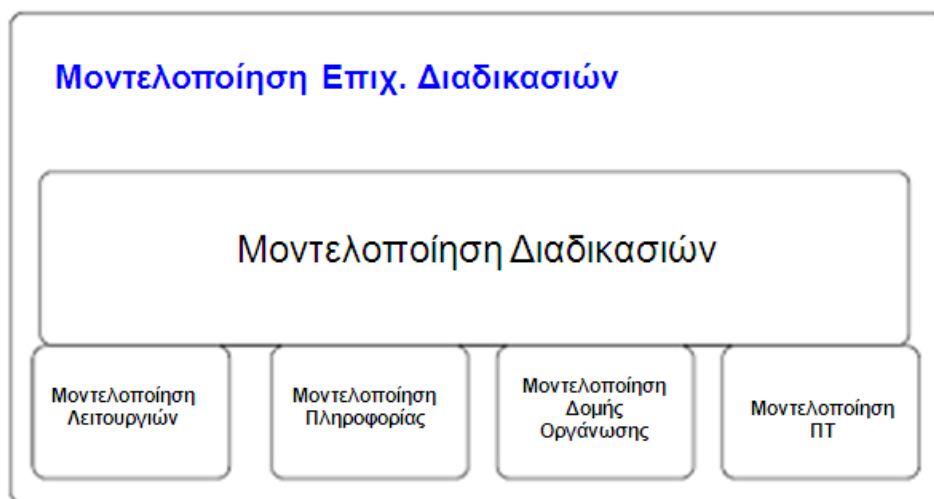 Μοντελοποίηση Επιχ. Διαδικασιών
Μοντελοποίηση Διαδικασιών
Μοντελοποίηση
Λειτουργιών
Μοντελοποίηση
Πληροφορίας
Μοντελοποίηση
Δομής
Οργάνωσης
Μοντελοποίηση
ΠΤ